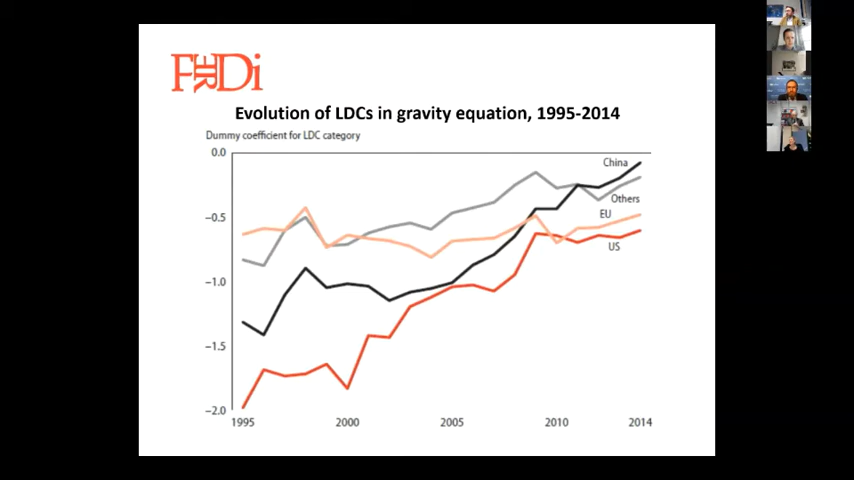 FERDi
Evolution of LDCs in gravity equation, 1995-2014
Dummy coefficient for LDC category
0.0
China
Others
−0.5
EU
US
−1.0
−1.5
−2.0
1995 2000 2005 2010 2014